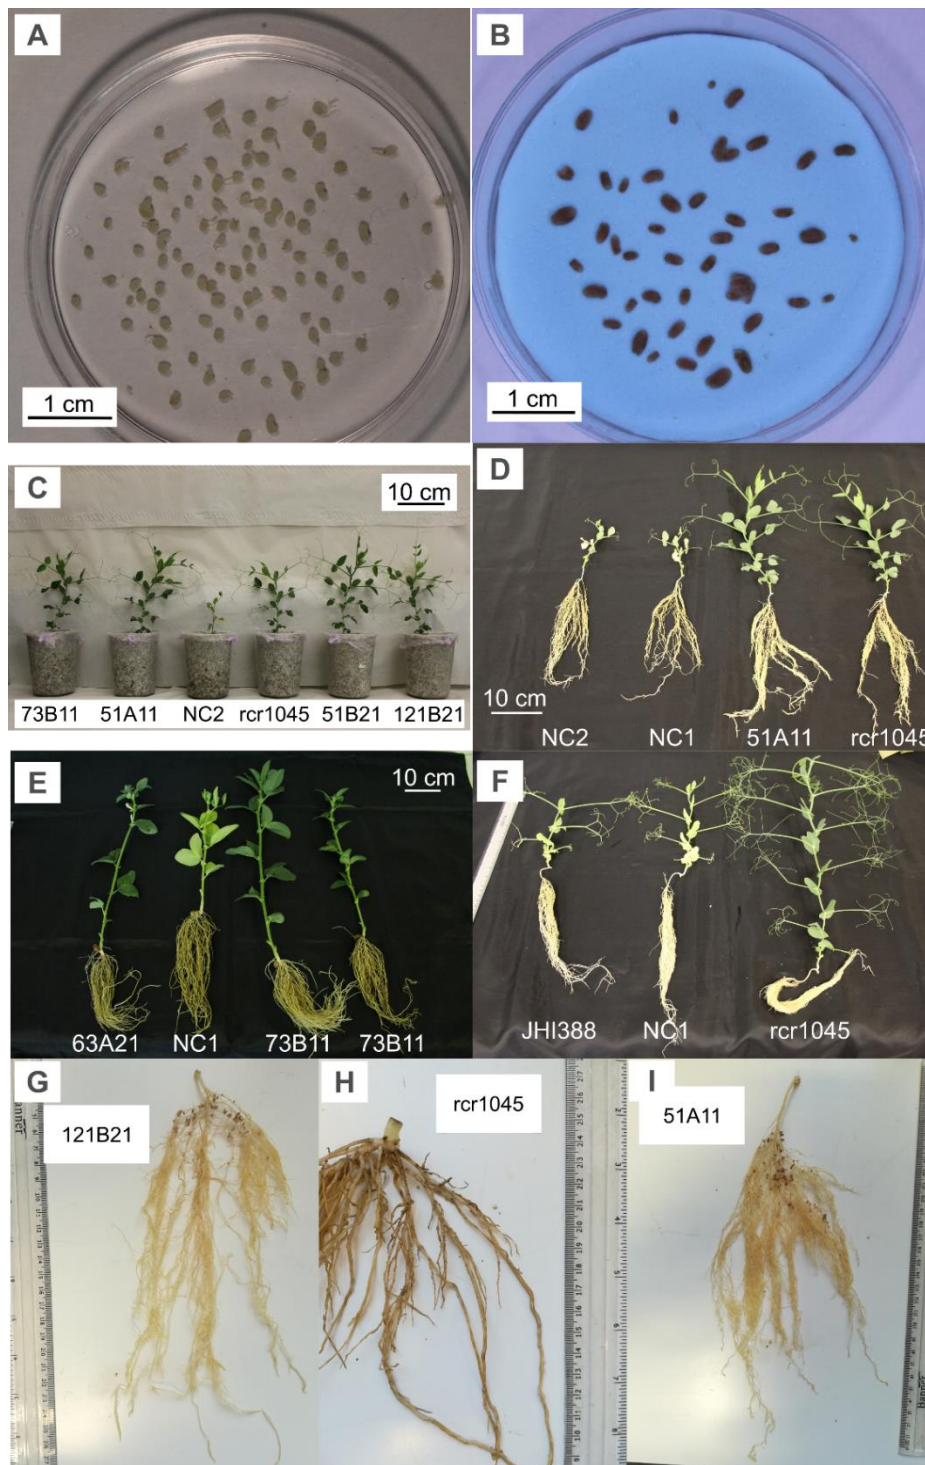 A
B
1 cm
1 cm
C
10 cm
73B11
51A11
NC2
rcr1045
51B21
121B21
D
10 cm
NC2
NC1
51A11
rcr1045
E
10 cm
63A21
NC1
73B11
73B11
F
JHI388
NC1
rcr1045
G
121B21
H
rcr1045
I
51A11